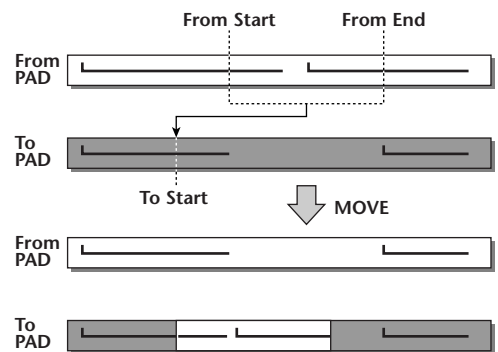 From Start
From End
From
PAD
To
PAD
To Start
MOVE
From
PAD
To
PAD